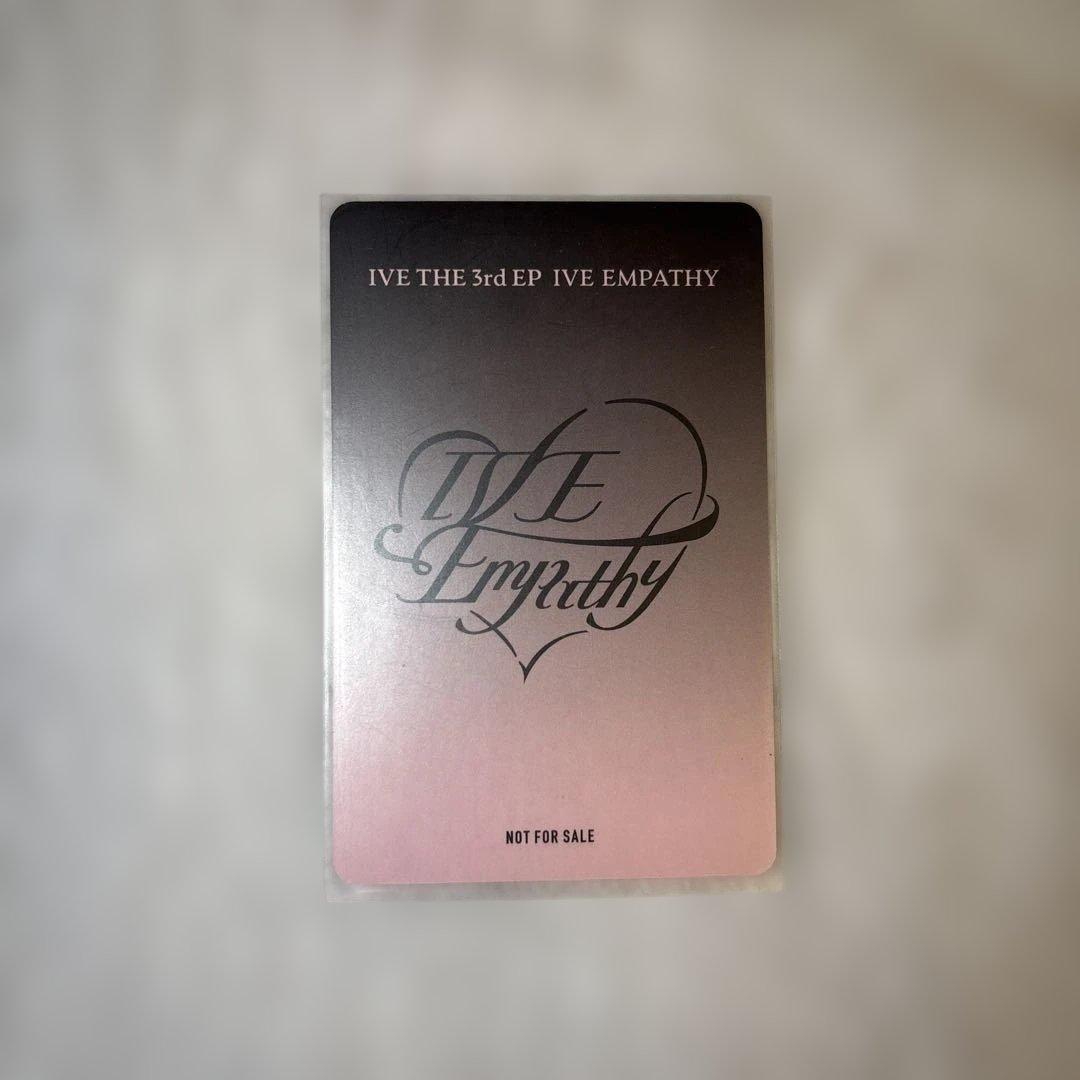 IVE THE 3rd EP IVE EMPATHY
IVE
Empathy
NOT FOR SALE